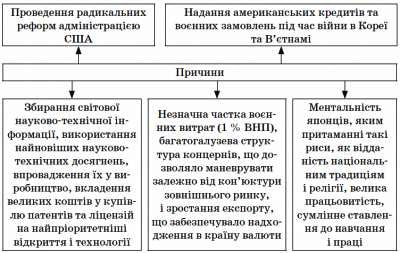 Проведення радикальних
реформ адміністрацією
США
Надання американських кредитів та
воєнних замовлень під час війни в Кореї
та В'єтнамі
Причини
Збирання світової
науково-технічної ін-
формації, використання
найновіших науково-
технічних досягнень,
впровадження їх у ви-
робництво, вкладення
великих коштів у купів-
лю патентів та ліцензій
на найпріоритетніші
відкриття і технології
Незначна частка воєн-
них витрат (1 % ВНП),
багатогалузева струк-
тура концернів, що до-
зволяло маневрувати
залежно від кон'юктури
зовнішнього ринку,
і зростання експорту,
що забезпечувало надхо-
дження в країну валюти
Ментальність
японців, яким
притаманні такі
риси, як відда-
ність національ-
ним традиціям
і релігії, велика
працьовитість,
сумлінне ставлен-
ня до навчання
і праці